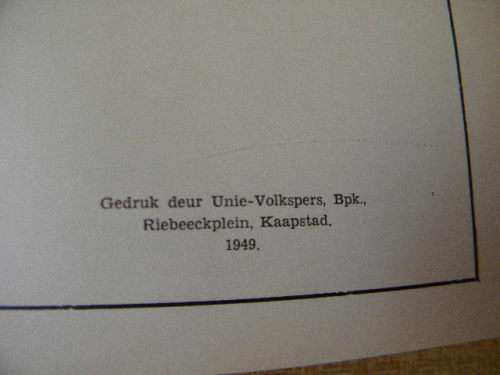 Gedruk deur Unie-Volkspers, Bpk.,
Riebeeckplein, Kaapstad.
1949.